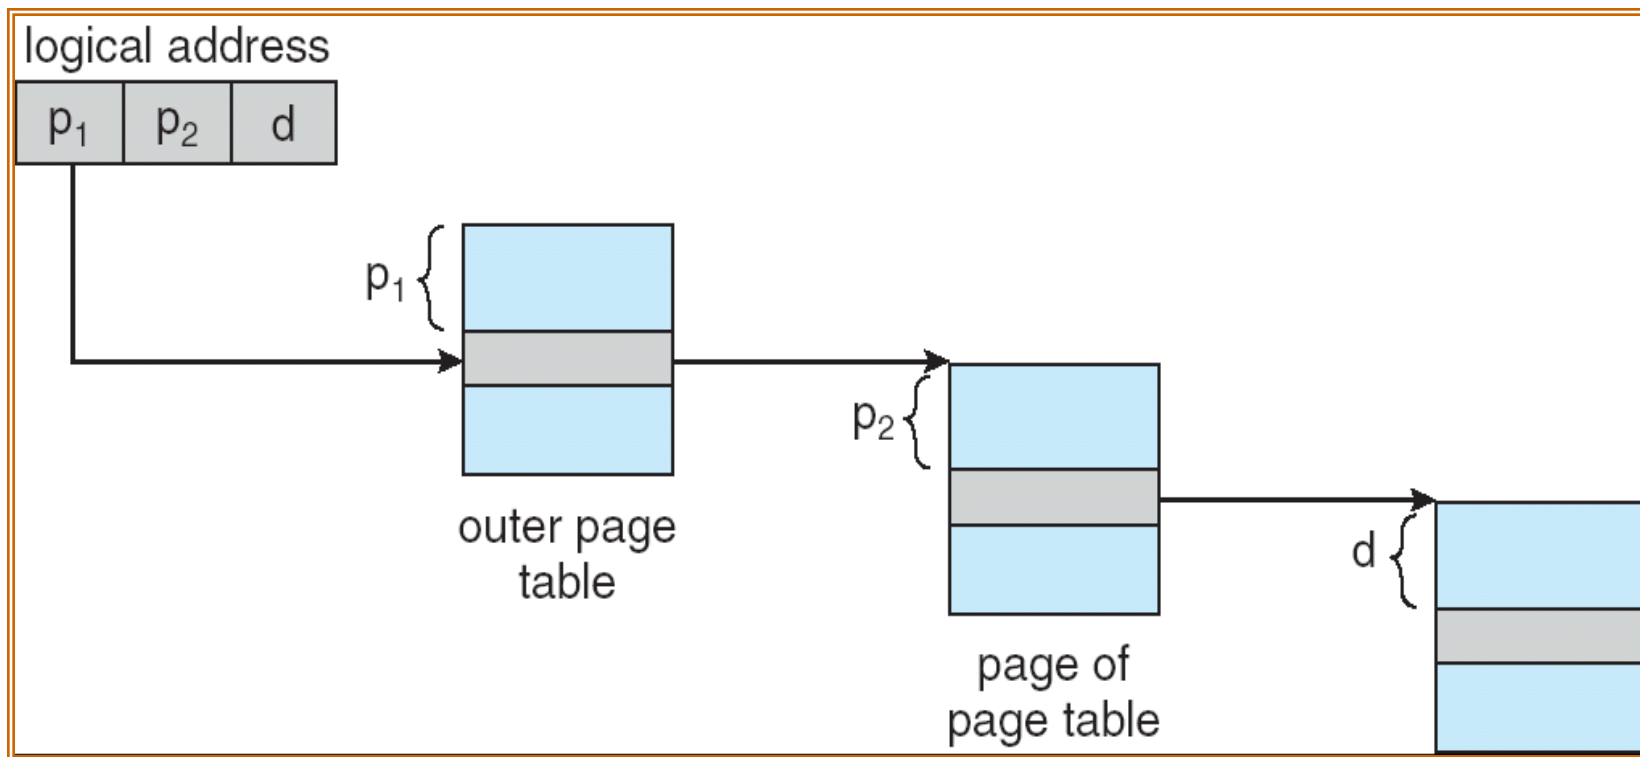 logical address
p₁ p₂ d
p₁
outer page
table
p₂
page of
page table
d